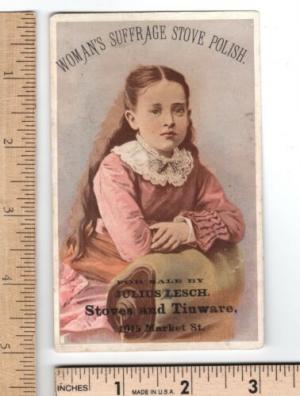 WOMAN'S SUFFRAGE STOVE POLISH.
FOR SALE BY
JULIUS LESCH.
Stoves and Tinware,
1915 Market St.
1
2
3
4
5
INCHES 1 MADE IN U.S.A. 2 3